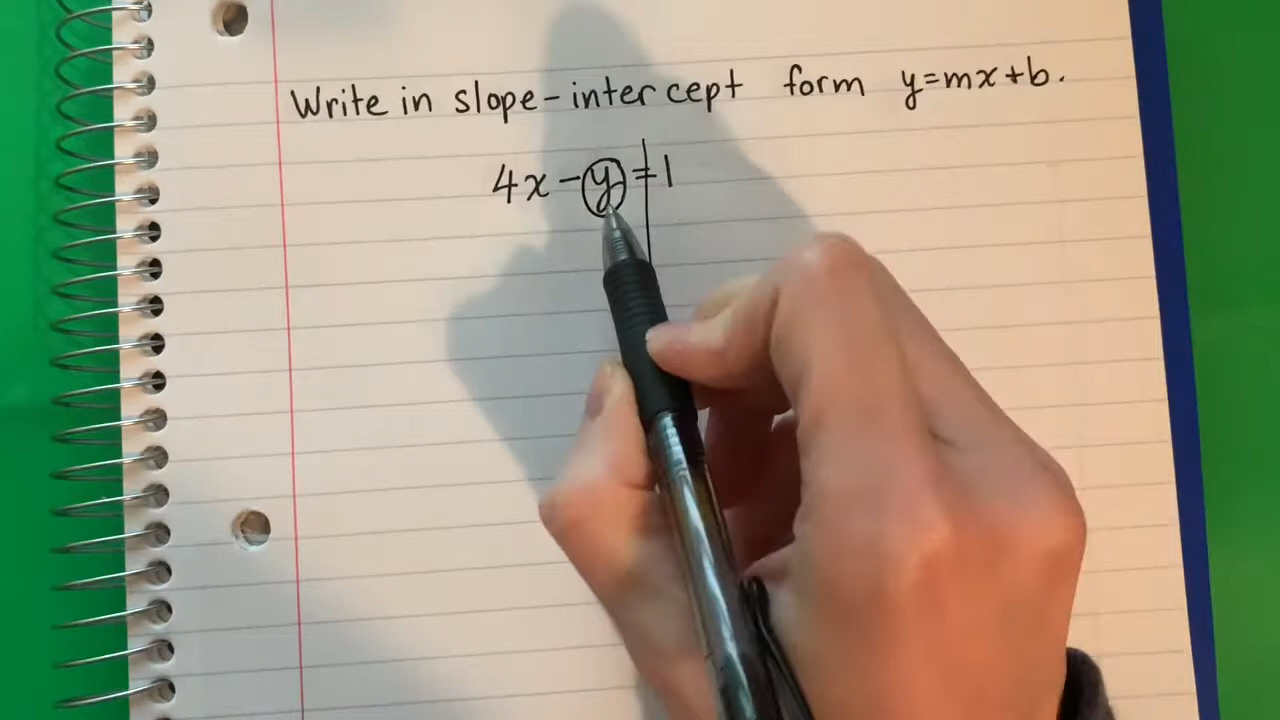 Write in slope-intercept form y=mx+b.
4x-y=1